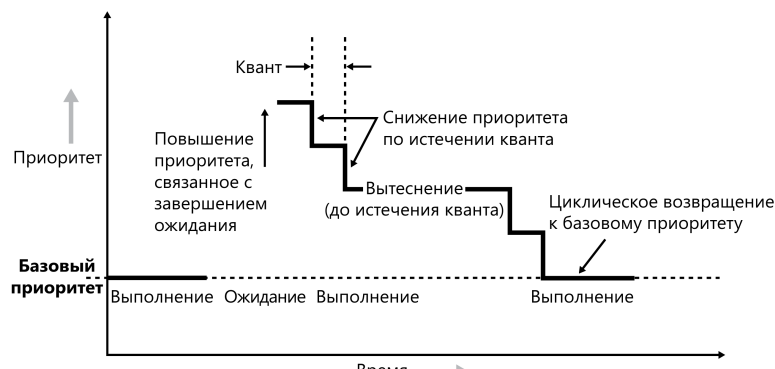 Квант
Снижение приоритета
по истечении кванта
Повышение
приоритета,
связанное с
завершением
ожидания
Приоритет
Вытеснение
(до истечения кванта)
Циклическое возвращение
к базовому приоритету
Базовый
приоритет
Выполнение
Ожидание
Выполнение
Выполнение
Время